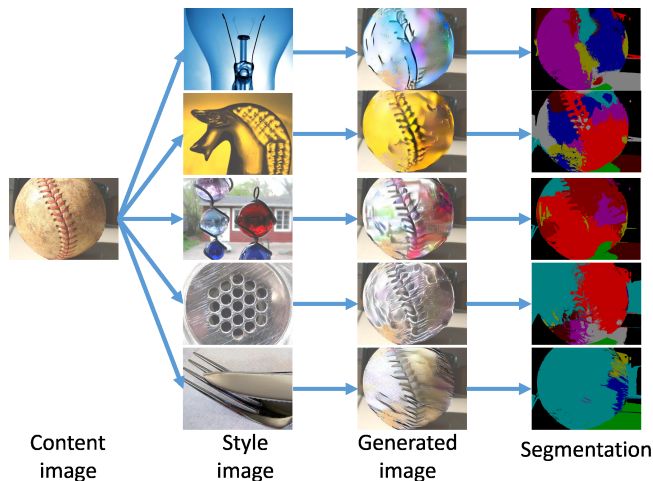 Content
image
Style
image
Generated
image
Segmentation